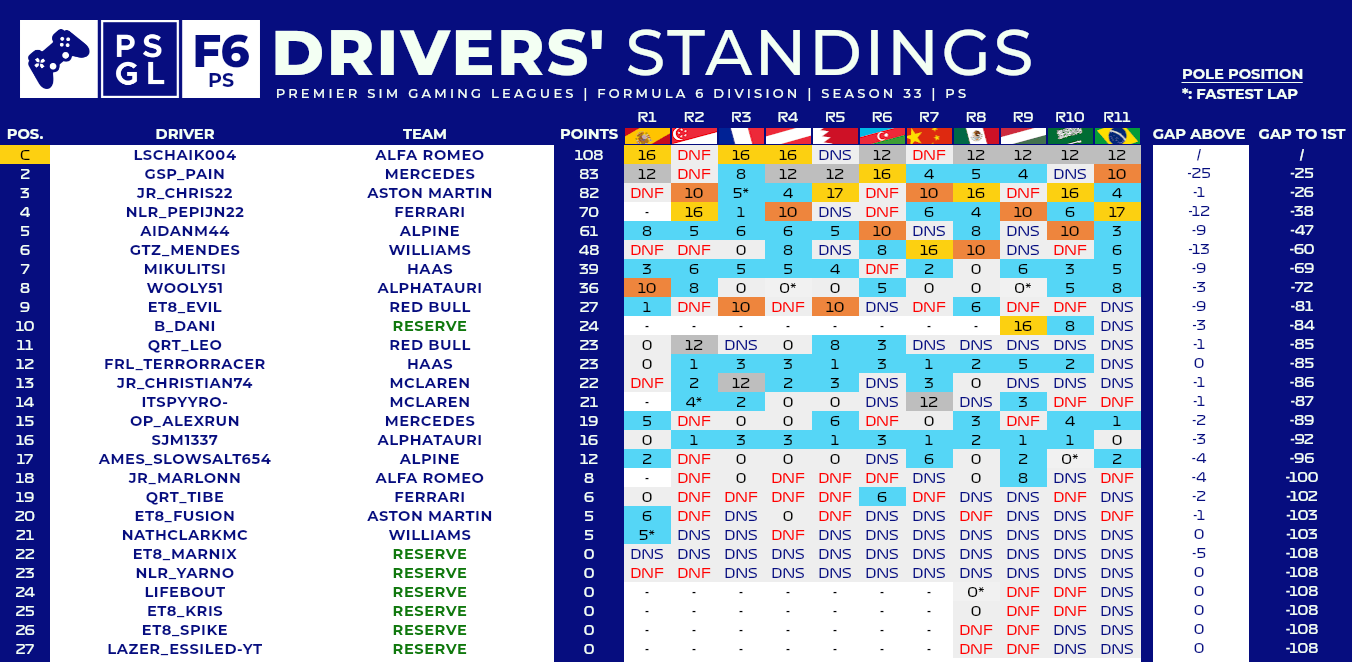 PS GL F6 PS DRIVERS' STANDINGS
PREMIER SIM GAMING LEAGUES | FORMULA 6 DIVISION | SEASON 33 | PS
POLE POSITION
*: FASTEST LAP
R1 R2 R3 R4 R5 R6 R7 R8 R9 R10 R11
POS. DRIVER TEAM POINTS GAP ABOVE GAP TO 1ST
C LSCHAIK004 ALFA ROMEO 108 16 DNF 16 16 DNS 12 DNF 12 12 12 12 / /
2 GSP_PAIN MERCEDES 83 12 DNF 8 12 12 16 4 5 4 DNS 10 -25 -25
3 JR_CHRIS22 ASTON MARTIN 82 DNF 10 5* 4 17 DNF 10 16 DNF 16 4 -1 -26
4 NLR_PEPIJN22 FERRARI 70 - 16 1 10 DNS DNF 6 4 10 6 17 -12 -38
5 AIDANM44 ALPINE 61 8 5 6 6 5 10 DNS 8 DNS 10 3 -9 -47
6 GTZ_MENDES WILLIAMS 48 DNF DNF 0 8 DNS 8 16 10 DNS DNF 6 -13 -60
7 MIKULITSI HAAS 39 3 6 5 5 4 DNF 2 0 6 3 5 -9 -69
8 WOOLY51 ALPHATAURI 36 10 8 0 0* 0 5 0 0 0* 5 8 -3 -72
9 ET8_EVIL RED BULL 27 1 DNF 10 DNF 10 DNS DNF 6 DNF DNF DNS -9 -81
10 B_DANI RESERVE 24 - - - - - - - - 16 8 DNS -3 -84
11 QRT_LEO RED BULL 23 0 12 DNS 0 8 3 DNS DNS DNS DNS DNS -1 -85
12 FRL_TERRORRACER HAAS 23 0 1 3 3 1 3 1 2 5 2 DNS 0 -85
13 JR_CHRISTIAN74 MCLAREN 22 DNF 2 12 2 3 DNS 3 0 DNS DNS DNS -1 -86
14 ITSPYYRO- MCLAREN 21 - 4* 2 0 0 DNS 12 DNS 3 DNF DNF -1 -87
15 OP_ALEXRUN MERCEDES 19 5 DNF 0 0 6 DNF 0 3 DNF 4 1 -2 -89
16 SJM1337 ALPHATAURI 16 0 1 3 3 1 3 1 2 1 1 0 -3 -92
17 AMES_SLOWSALT654 ALPINE 12 2 DNF 0 0 0 DNS 6 0 2 0* 2 -4 -96
18 JR_MARLONN ALFA ROMEO 8 - DNF 0 DNF DNF DNF DNS 0 8 DNS DNF -4 -100
19 QRT_TIBE FERRARI 6 0 DNF DNF DNF DNF 6 DNF DNS DNS DNS DNS -2 -102
20 ET8_FUSION ASTON MARTIN 5 6 DNF DNS 0 DNF DNS DNS DNF DNS DNS DNF -1 -103
21 NATHCLARKMC WILLIAMS 5 5* DNS DNS DNF DNS DNS DNS DNS DNS DNS DNS 0 -103
22 ET8_MARNIX RESERVE 0 DNS DNS DNS DNS DNS DNS DNS DNS DNS DNS DNS -5 -108
23 NLR_YARNO RESERVE 0 DNF DNF DNS DNS DNS DNS DNS DNS DNS DNS DNS 0 -108
24 LIFEBOUT RESERVE 0 - - - - - - - 0* DNF DNF DNS 0 -108
25 ET8_KRIS RESERVE 0 - - - - - - - 0 DNF DNF DNS 0 -108
26 ET8_SPIKE RESERVE 0 - - - - - - - DNF DNF DNS DNS 0 -108
27 LAZER_ESSILED-YT RESERVE 0 - - - - - - - DNF DNF DNS DNS 0 -108